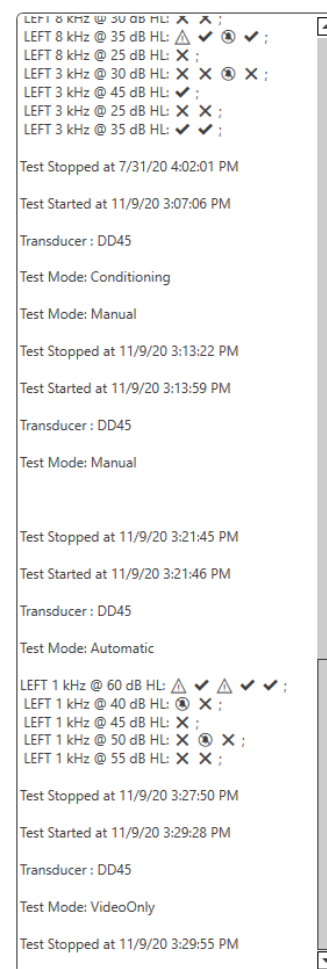 LEFT 8 kHz @ 30 dB HL: ✕ ✕ ;
LEFT 8 kHz @ 35 dB HL: ⚠ ✔ 🔕 ✔ ;
LEFT 8 kHz @ 25 dB HL: ✕ ;
LEFT 3 kHz @ 30 dB HL: ✕ ✕ 🔕 ✕ ;
LEFT 3 kHz @ 45 dB HL: ✔ ;
LEFT 3 kHz @ 25 dB HL: ✕ ✕ ;
LEFT 3 kHz @ 35 dB HL: ✔ ✔ ;
Test Stopped at 7/31/20 4:02:01 PM
Test Started at 11/9/20 3:07:06 PM
Transducer : DD45
Test Mode: Conditioning
Test Mode: Manual
Test Stopped at 11/9/20 3:13:22 PM
Test Started at 11/9/20 3:13:59 PM
Transducer : DD45
Test Mode: Manual
Test Stopped at 11/9/20 3:21:45 PM
Test Started at 11/9/20 3:21:46 PM
Transducer : DD45
Test Mode: Automatic
LEFT 1 kHz @ 60 dB HL: ⚠ ✔ ⚠ ✔ ✔ ;
LEFT 1 kHz @ 40 dB HL: 🔕 ✕ ;
LEFT 1 kHz @ 45 dB HL: ✕ ;
LEFT 1 kHz @ 50 dB HL: ✕ 🔕 ✕ ;
LEFT 1 kHz @ 55 dB HL: ✕ ✕ ;
Test Stopped at 11/9/20 3:27:50 PM
Test Started at 11/9/20 3:29:28 PM
Transducer : DD45
Test Mode: VideoOnly
Test Stopped at 11/9/20 3:29:55 PM